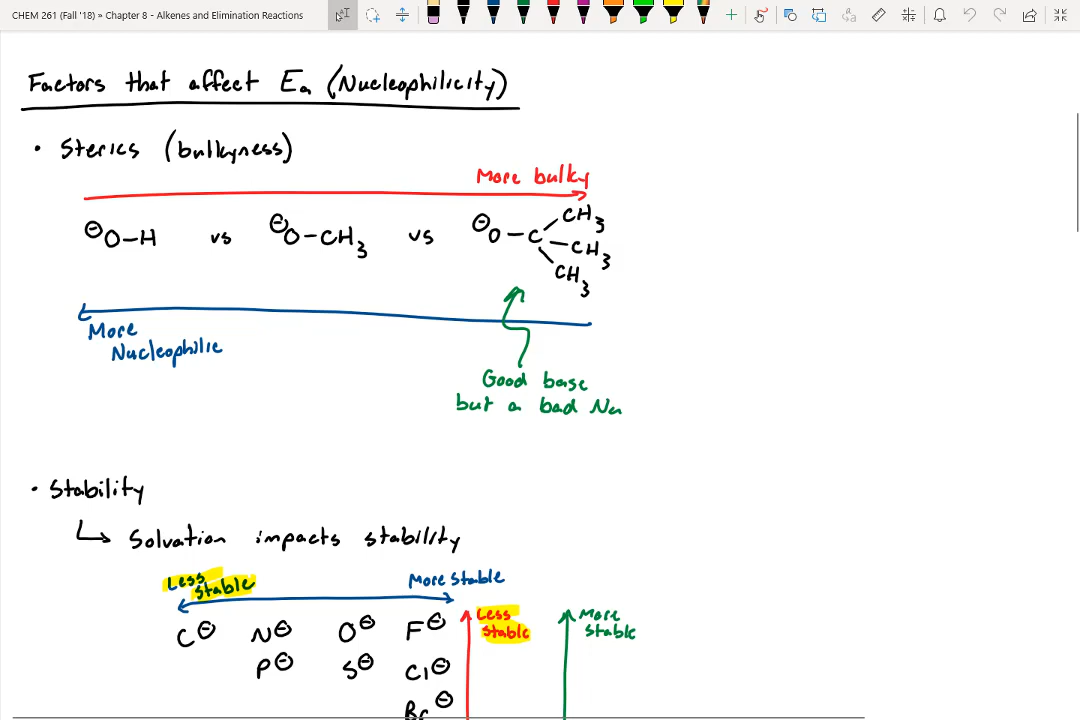 CHEM 261 (Fall '18) » Chapter 8 - Alkenes and Elimination Reactions
Factors that affect Ea (Nucleophilicity)
• Sterics (bulkyness)
More bulky
⊖O-H vs ⊖O-CH3 vs ⊖O-C-CH3
CH3
CH3
More
Nucleophilic
Good base
but a bad Nu
• Stability
↳ Solvation impacts stability
Less stable
More stable
C⊖ N⊖ O⊖ F⊖
P⊖ S⊖ Cl⊖
Br⊖
Less
stable
More
stable